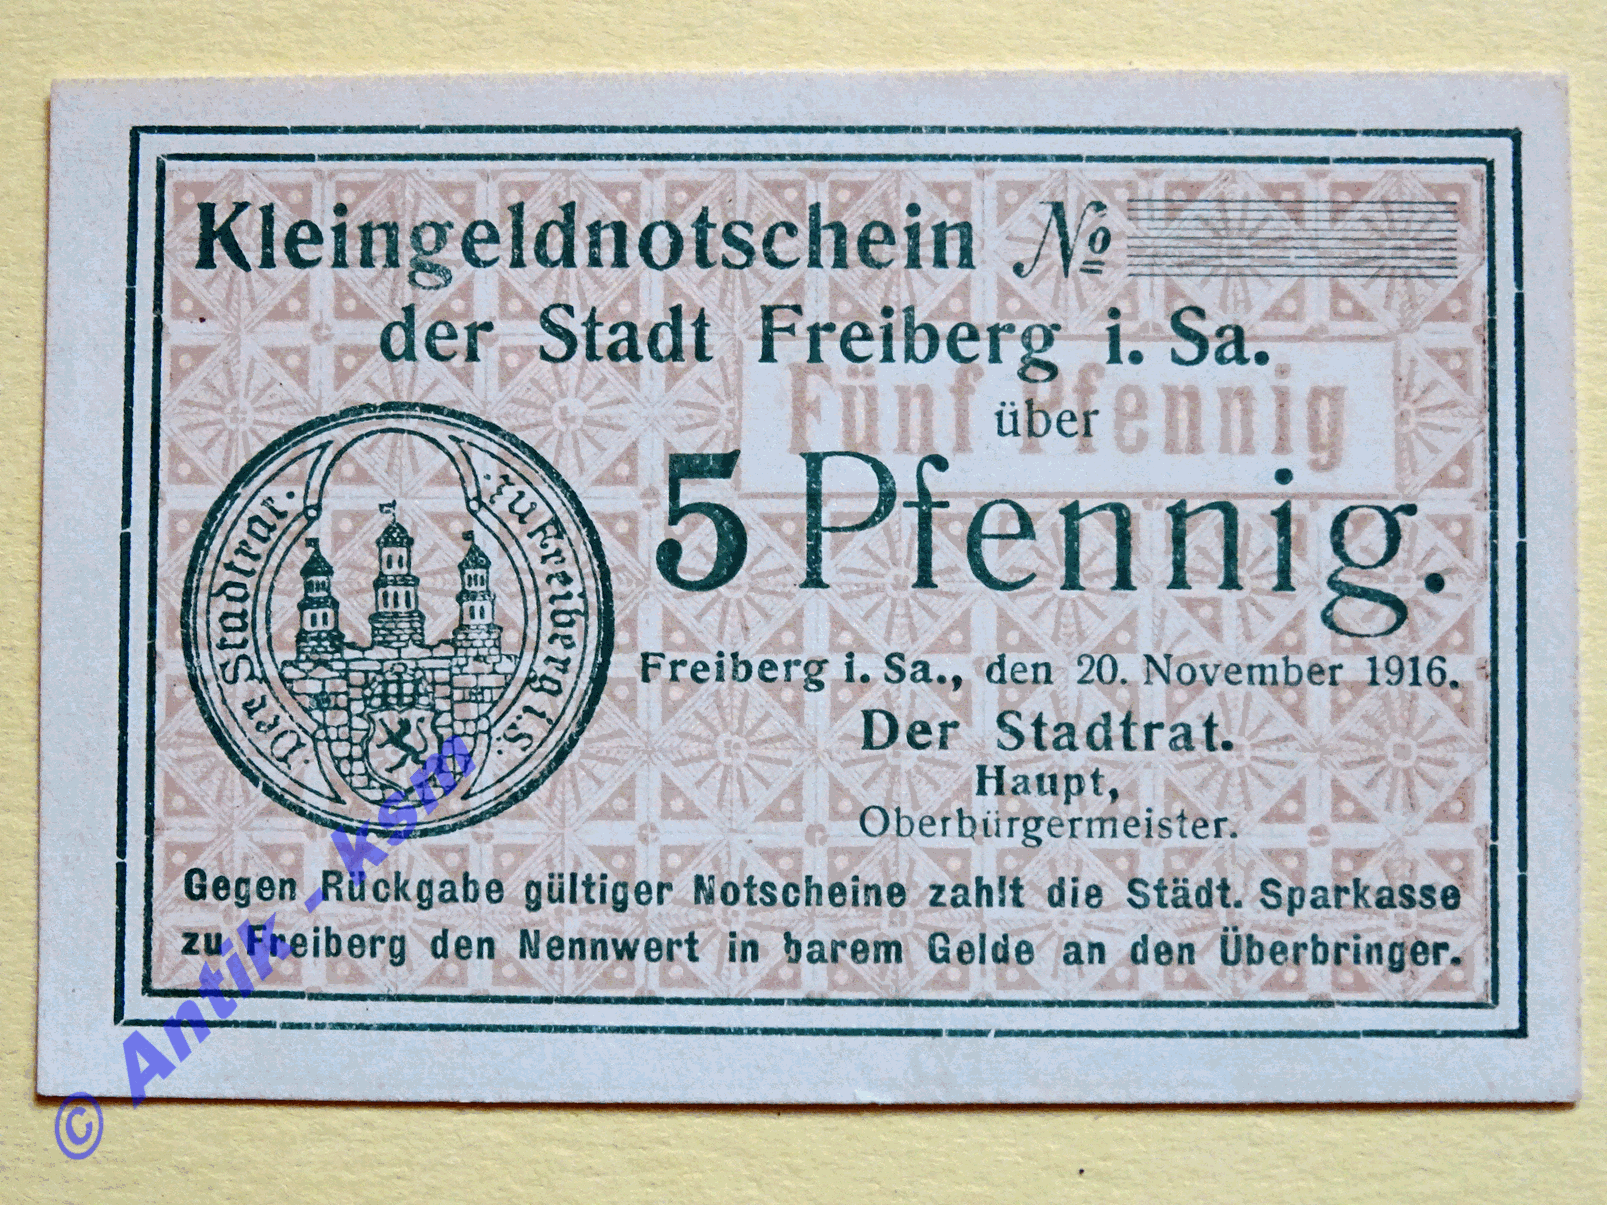 Kleingeldnotschein No
der Stadt Freiberg i. Sa.
Fünf Pfennig
über
5 Pfennig.
Der Stadtrat. zu Freiberg i. S.
Freiberg i. Sa., den 20. November 1916.
Der Stadtrat.
Haupt,
Oberbürgermeister.
Gegen Rückgabe gültiger Notscheine zahlt die Städt. Sparkasse
zu Freiberg den Nennwert in barem Gelde an den Überbringer.
© Antik - ksm